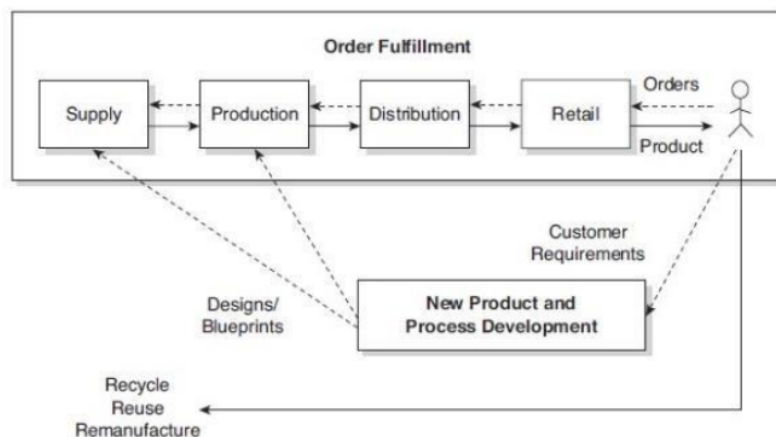 Order Fulfillment
Supply
Production
Distribution
Retail
Orders
Product
Customer
Requirements
New Product and
Process Development
Designs/
Blueprints
Recycle
Reuse
Remanufacture